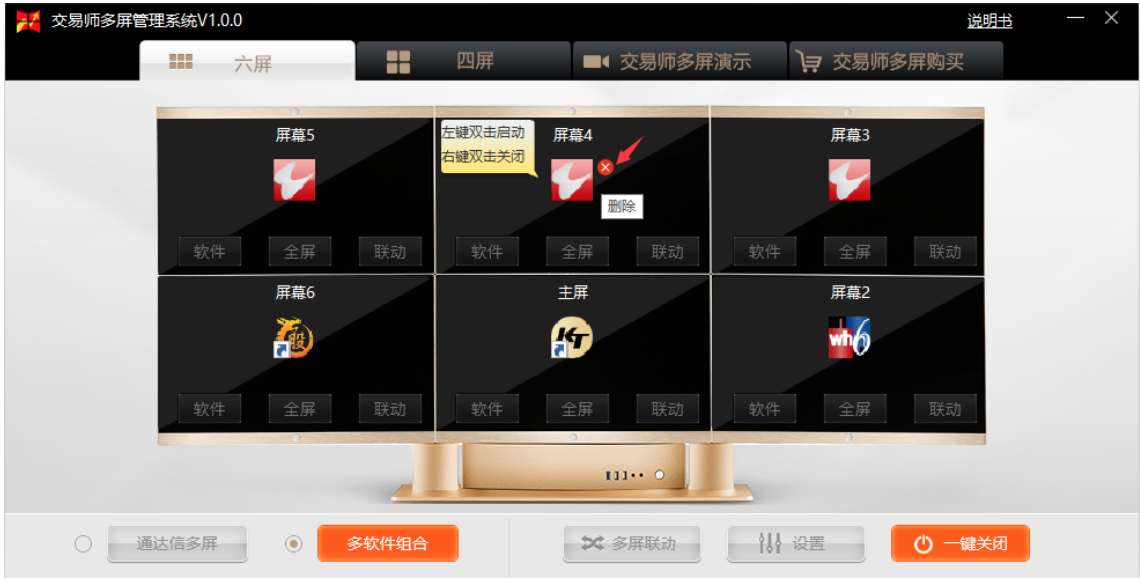 交易师多屏管理系统V1.0.0
说明书
六屏
四屏
交易师多屏演示
交易师多屏购买
屏幕5
左键双击启动
右键双击关闭
屏幕4
屏幕3
删除
软件 全屏 联动
软件 全屏 联动
软件 全屏 联动
屏幕6
主屏
屏幕2
股
KT
wh6
软件 全屏 联动
软件 全屏 联动
软件 全屏 联动
通达信多屏
多软件组合
多屏联动
设置
一键关闭